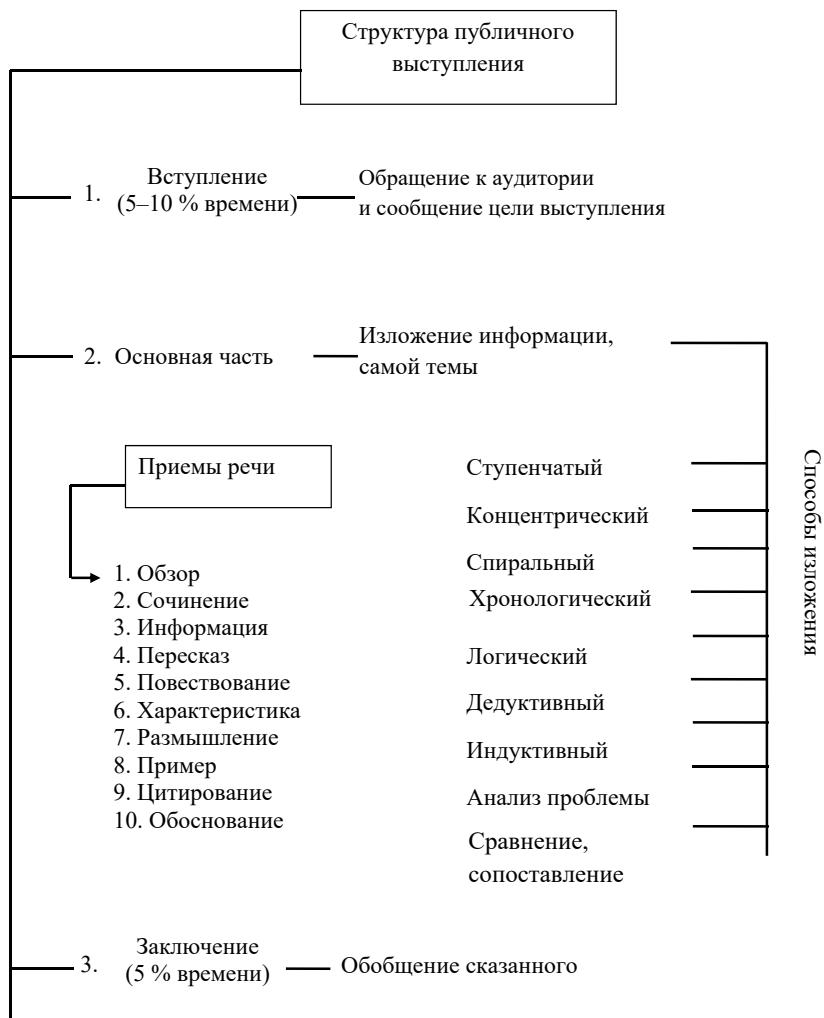 Структура публичного
выступления
1. Вступление
(5–10 % времени)
Обращение к аудитории
и сообщение цели выступления
2. Основная часть
Изложение информации,
самой темы
Приемы речи
1. Обзор
2. Сочинение
3. Информация
4. Пересказ
5. Повествование
6. Характеристика
7. Размышление
8. Пример
9. Цитирование
10. Обоснование
Ступенчатый
Концентрический
Спиральный
Хронологический
Логический
Дедуктивный
Индуктивный
Анализ проблемы
Сравнение,
сопоставление
Способы изложения
3. Заключение
(5 % времени)
Обобщение сказанного